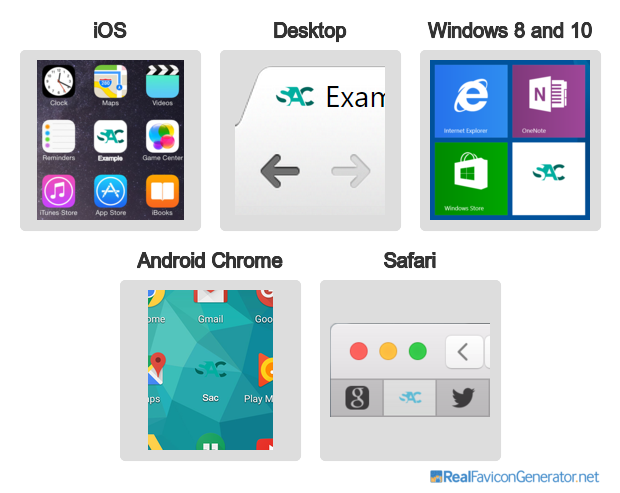 iOS
Desktop
Windows 8 and 10
Clock
Maps
Videos
Reminders
SAC
Example
Game Center
iTunes Store
App Store
iBooks
SAC
Exam
Internet Explorer
N
OneNote
Windows Store
SAC
Android Chrome
Safari
ome
Gmail
Goo
aps
SAC
Sac
Play M
g
SAC
RealFaviconGenerator.net